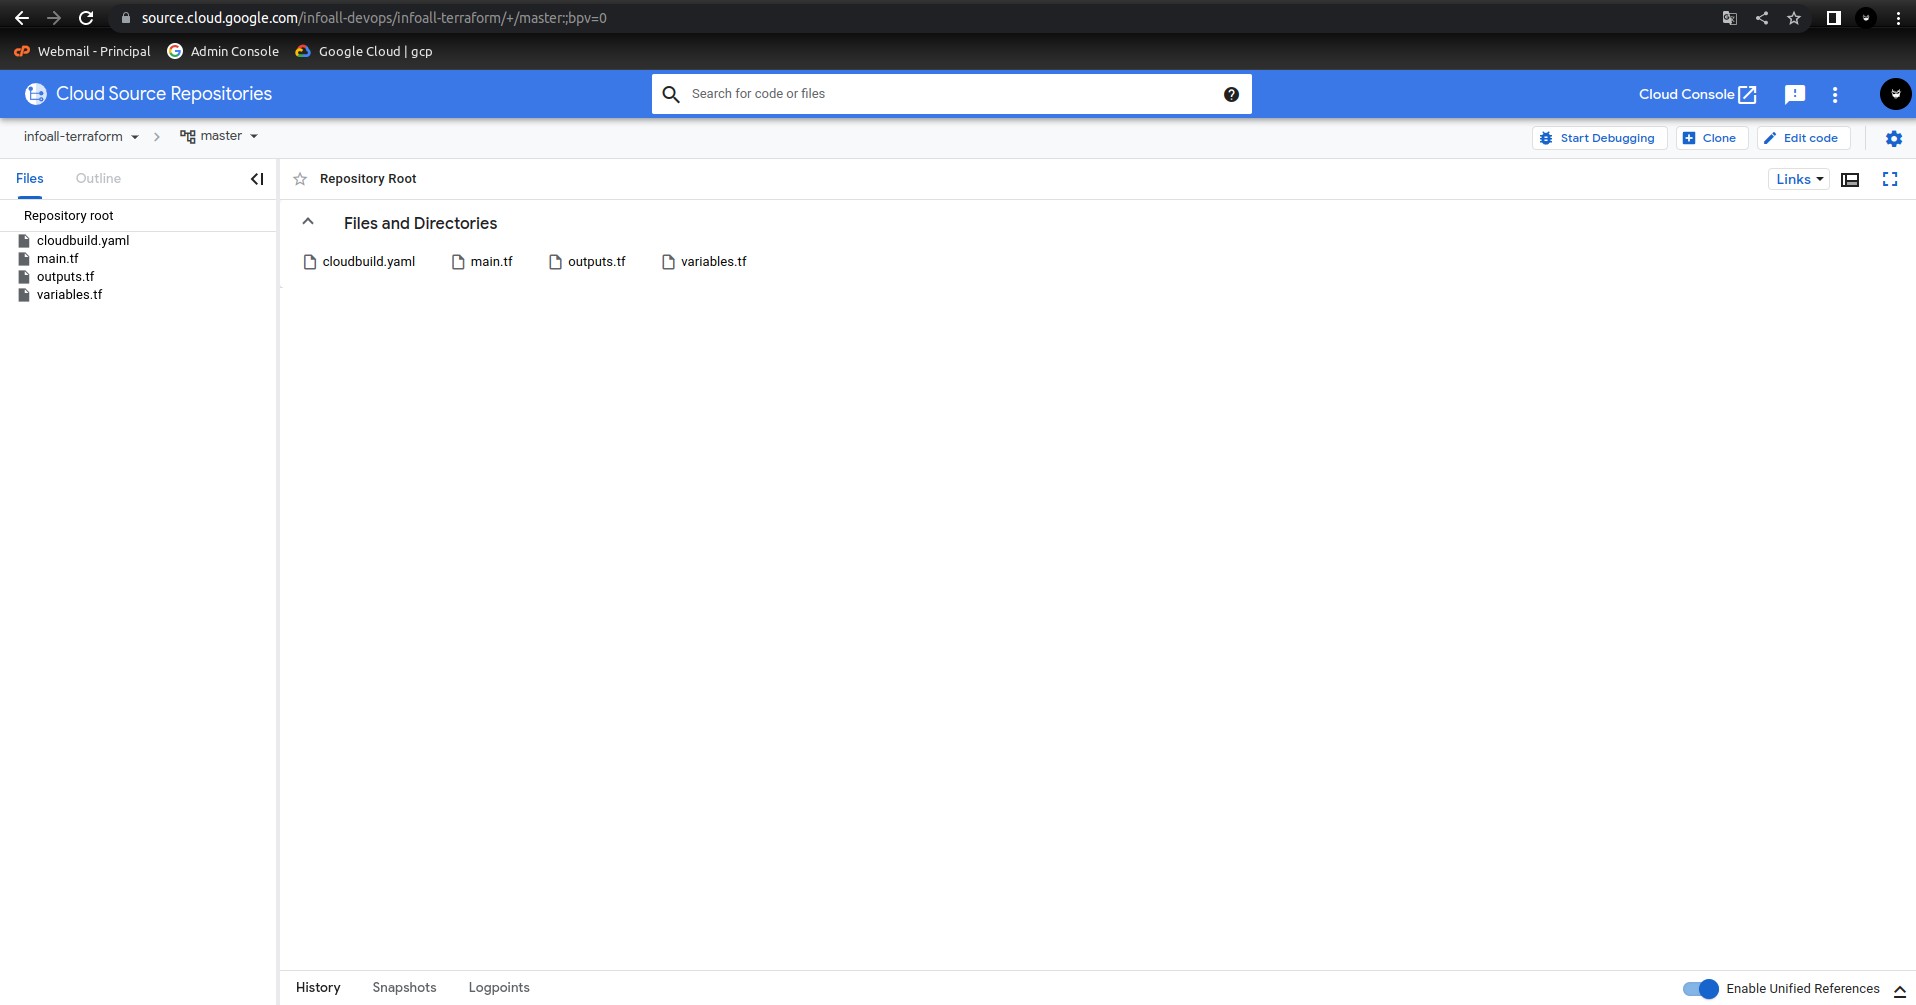 source.cloud.google.com/infoall-devops/infoall-terraform/+/master:;bpv=0
Webmail - Principal Admin Console Google Cloud | gcp
Cloud Source Repositories Search for code or files Cloud Console
infoall-terraform master Start Debugging Clone Edit code
Files Outline Repository Root Links
Repository root
Files and Directories
cloudbuild.yaml
main.tf
outputs.tf
variables.tf
cloudbuild.yaml main.tf outputs.tf variables.tf
History Snapshots Logpoints Enable Unified References